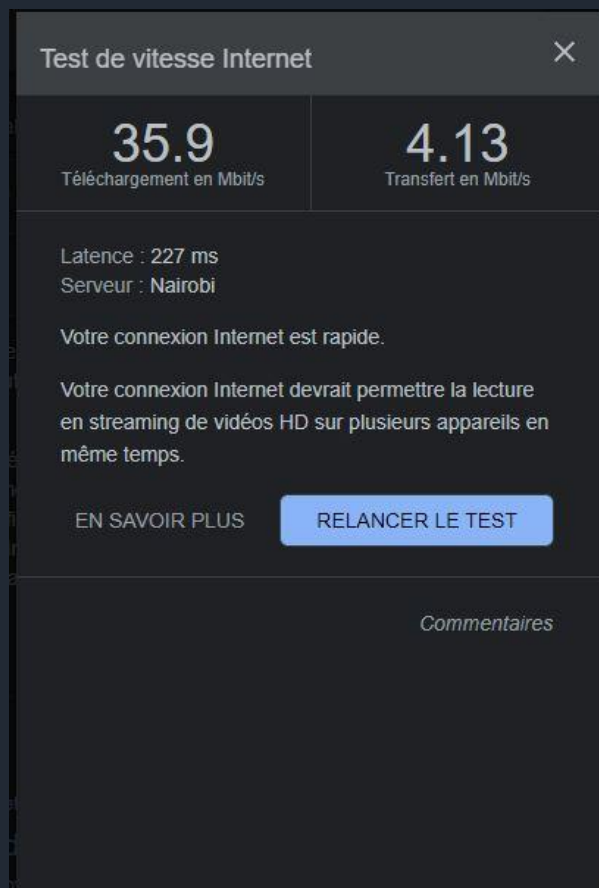 Test de vitesse Internet
35.9
Téléchargement en Mbit/s
4.13
Transfert en Mbit/s
Latence : 227 ms
Serveur : Nairobi
Votre connexion Internet est rapide.
Votre connexion Internet devrait permettre la lecture
en streaming de vidéos HD sur plusieurs appareils en
même temps.
EN SAVOIR PLUS
RELANCER LE TEST
Commentaires